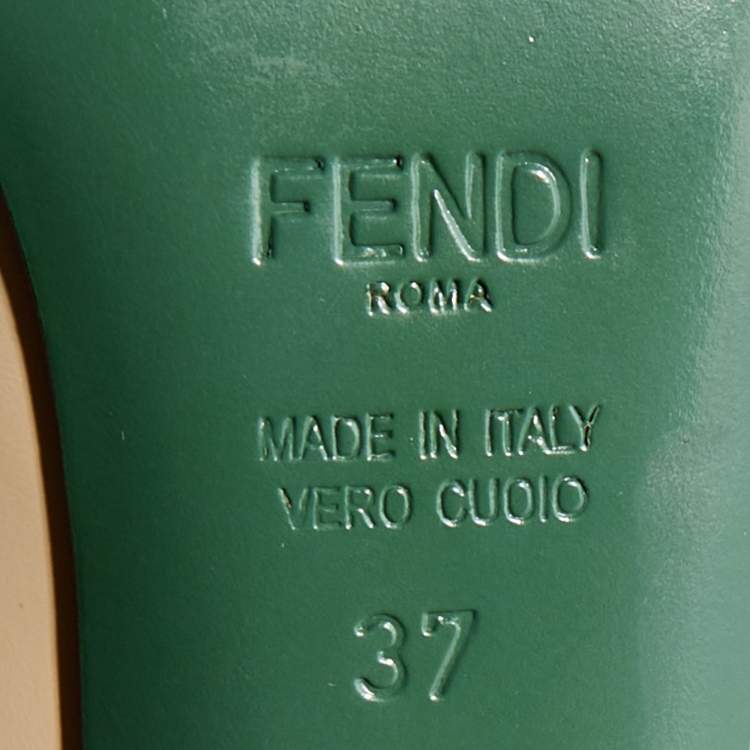 FENDI
ROMA
MADE IN ITALY
VERO CUOIO
37